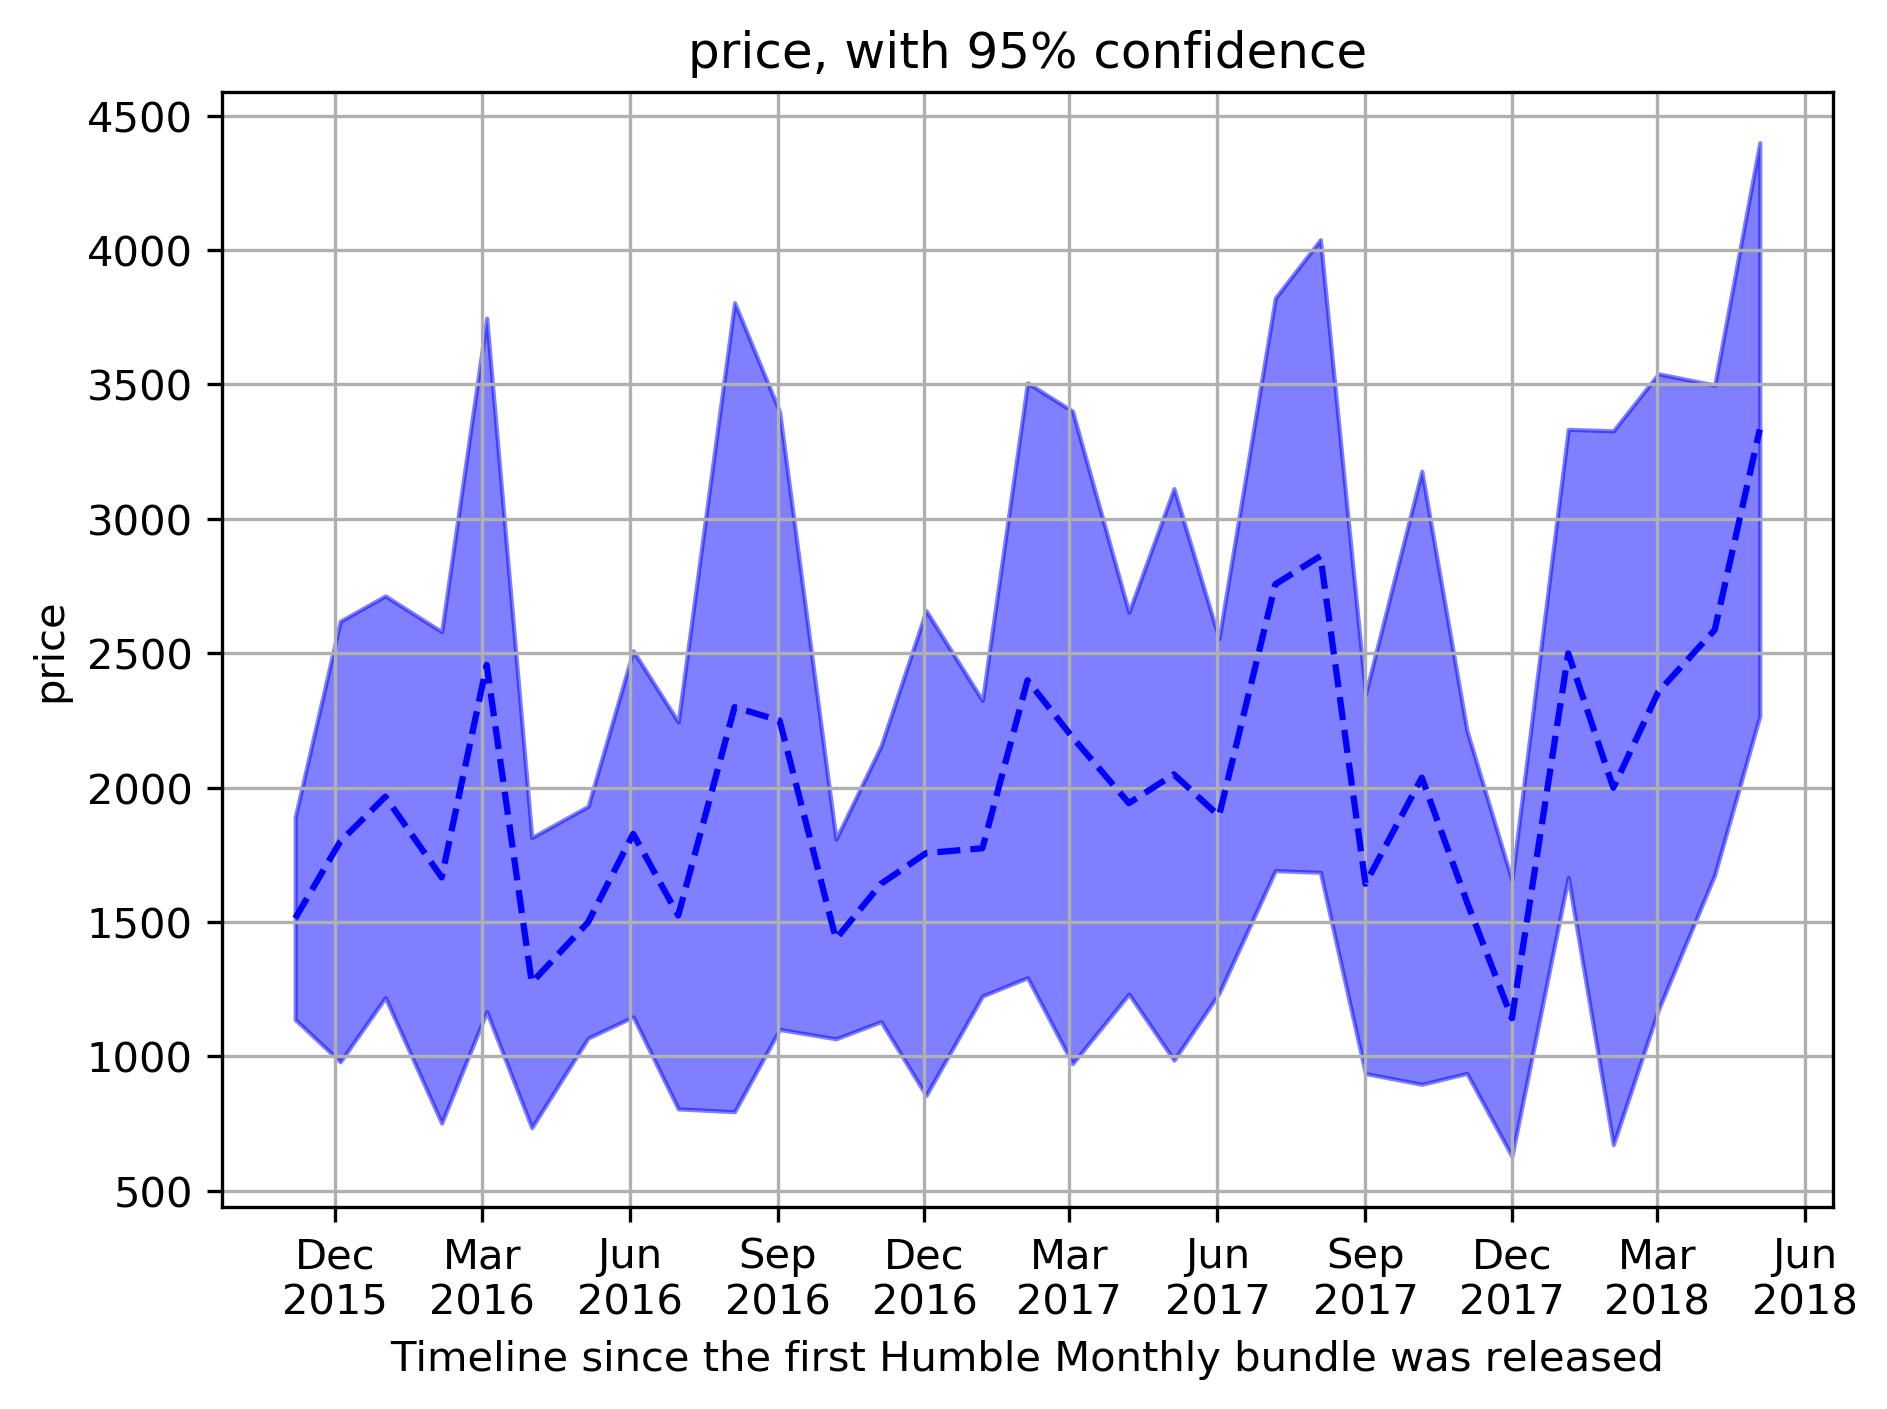 price, with 95% confidence
4500
4000
3500
3000
2500
2000
1500
1000
500
price
Dec Mar Jun Sep Dec Mar Jun Sep Dec Mar Jun
2015 2016 2016 2016 2016 2017 2017 2017 2017 2018 2018
Timeline since the first Humble Monthly bundle was released